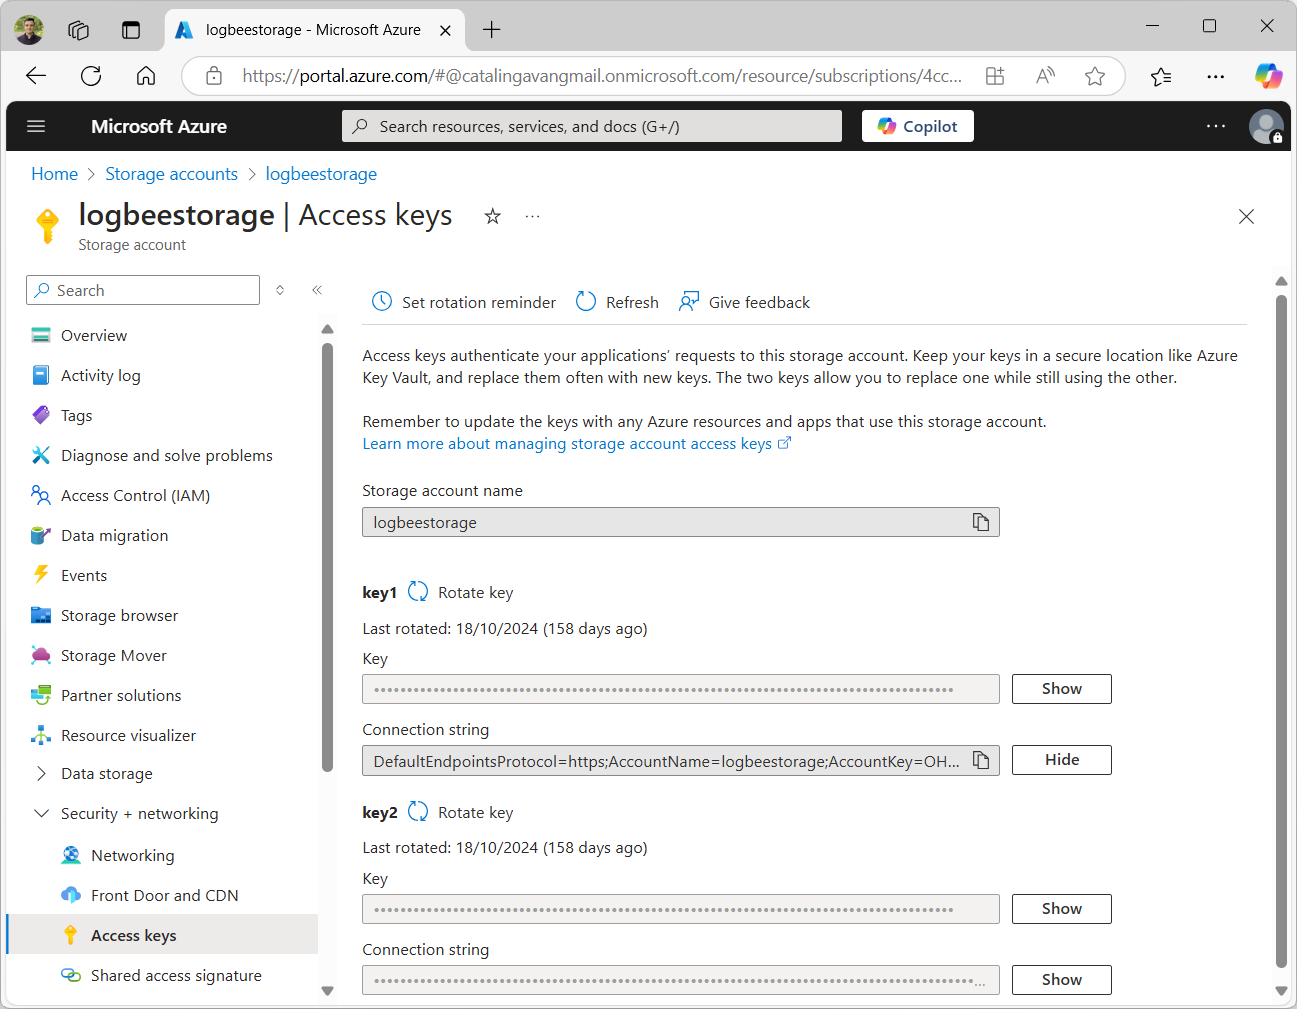 logbeestorage - Microsoft Azure
https://portal.azure.com/#@catalingavangmail.onmicrosoft.com/resource/subscriptions/4cc...
Microsoft Azure
Search resources, services, and docs (G+/)
Copilot
Home > Storage accounts > logbeestorage
logbeestorage | Access keys
Storage account
Search
Overview
Activity log
Tags
Diagnose and solve problems
Access Control (IAM)
Data migration
Events
Storage browser
Storage Mover
Partner solutions
Resource visualizer
Data storage
Security + networking
Networking
Front Door and CDN
Access keys
Shared access signature
Set rotation reminder Refresh Give feedback
Access keys authenticate your applications’ requests to this storage account. Keep your keys in a secure location like Azure
Key Vault, and replace them often with new keys. The two keys allow you to replace one while still using the other.
Remember to update the keys with any Azure resources and apps that use this storage account.
Learn more about managing storage account access keys
Storage account name
logbeestorage
key1 Rotate key
Last rotated: 18/10/2024 (158 days ago)
Key
Show
Connection string
DefaultEndpointsProtocol=https;AccountName=logbeestorage;AccountKey=OH...
Hide
key2 Rotate key
Last rotated: 18/10/2024 (158 days ago)
Key
Show
Connection string
Show